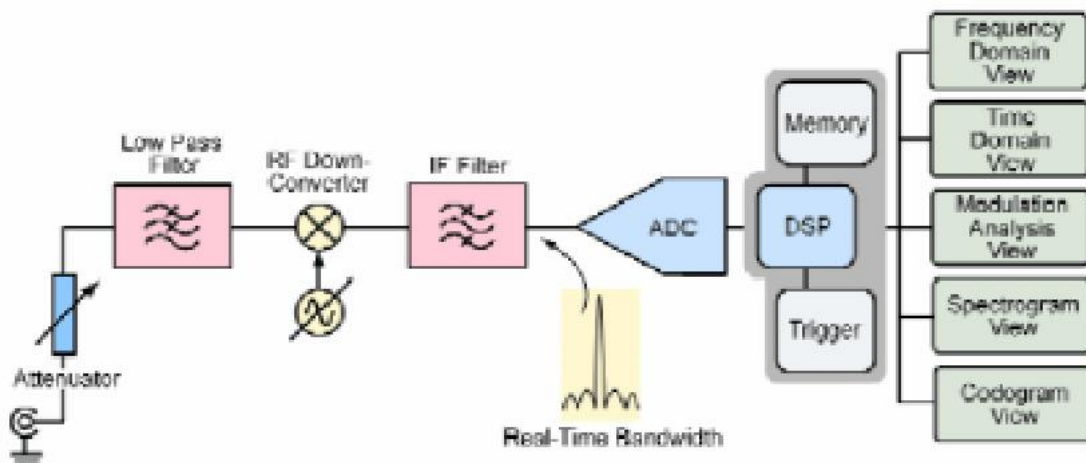 Low Pass
Filter
RF Down-
Converter
IF Filter
ADC
Memory
DSP
Trigger
Attenuator
Real-Time Bandwidth
Frequency
Domain
View
Time
Domain
View
Modulation
Analysis
View
Spectrogram
View
Codogram
View